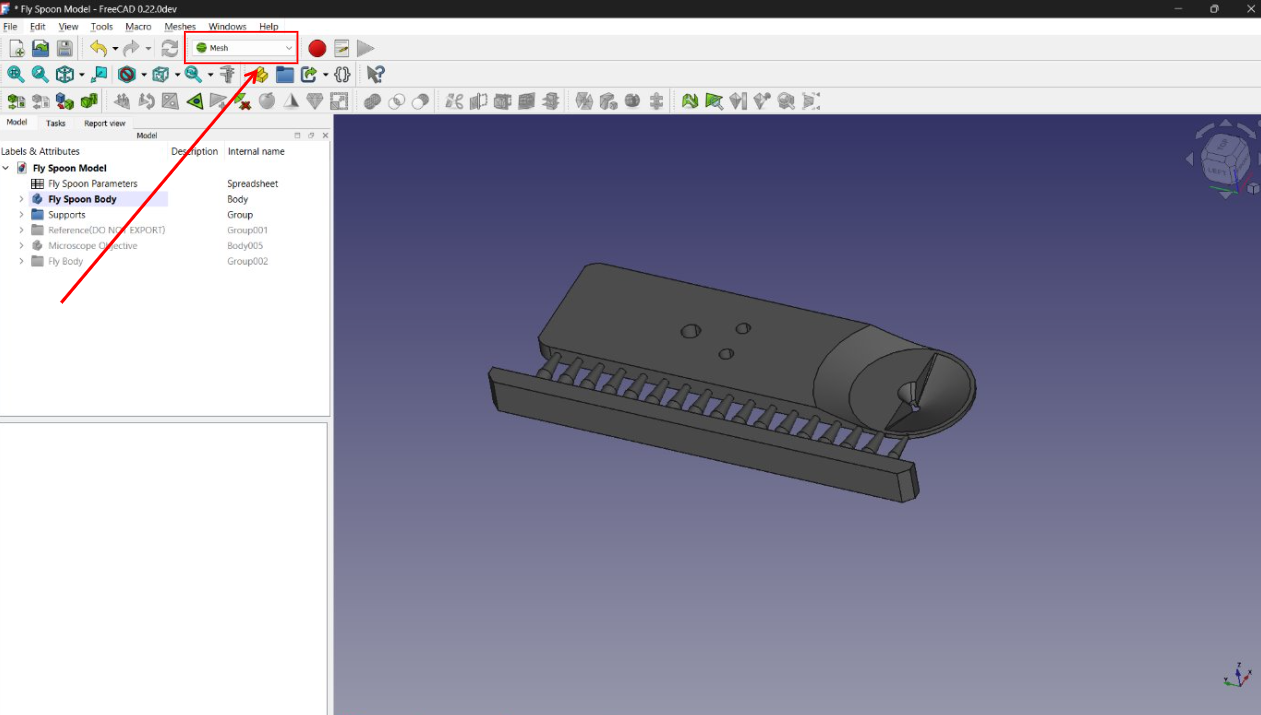 * Fly Spoon Model - FreeCAD 0.22.0dev
File Edit View Tools Macro Meshes Windows Help
Mesh
Model Tasks Report view
Model
Labels & Attributes Description Internal name
Fly Spoon Model
Fly Spoon Parameters Spreadsheet
Fly Spoon Body Body
Supports Group
Reference(DO NOT EXPORT) Group001
Microscope Objective Body005
Fly Body Group002
Z
X
Y